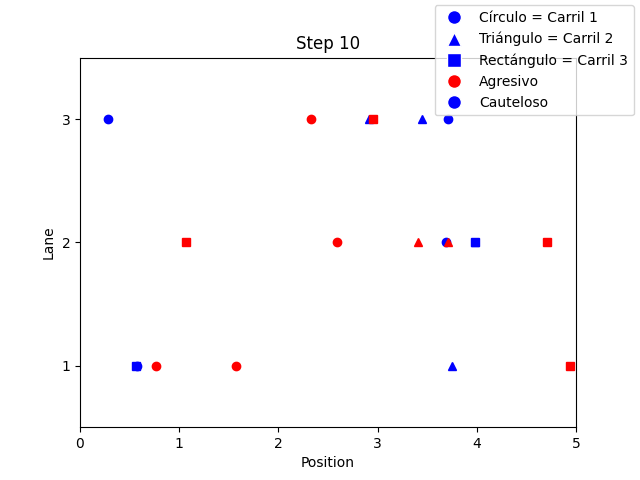 Step 10
Círculo = Carril 1
Triángulo = Carril 2
Rectángulo = Carril 3
Agresivo
Cauteloso
Lane
3
2
1
0 1 2 3 4 5
Position